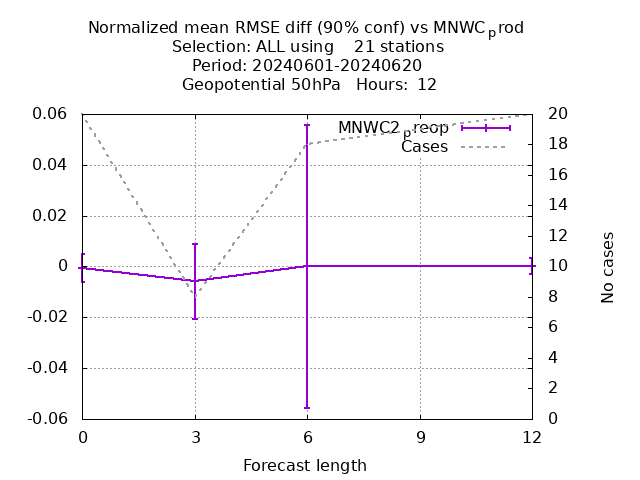 Normalized mean RMSE diff (90% conf) vs MNWC_prod
Selection: ALL using    21 stations
Period: 20240601-20240620
Geopotential 50hPa   Hours:  12
MNWC2_preop
Cases
0.06
0.04
0.02
0
-0.02
-0.04
-0.06
20
18
16
14
12
10
8
6
4
2
0
No cases
0 3 6 9 12
Forecast length